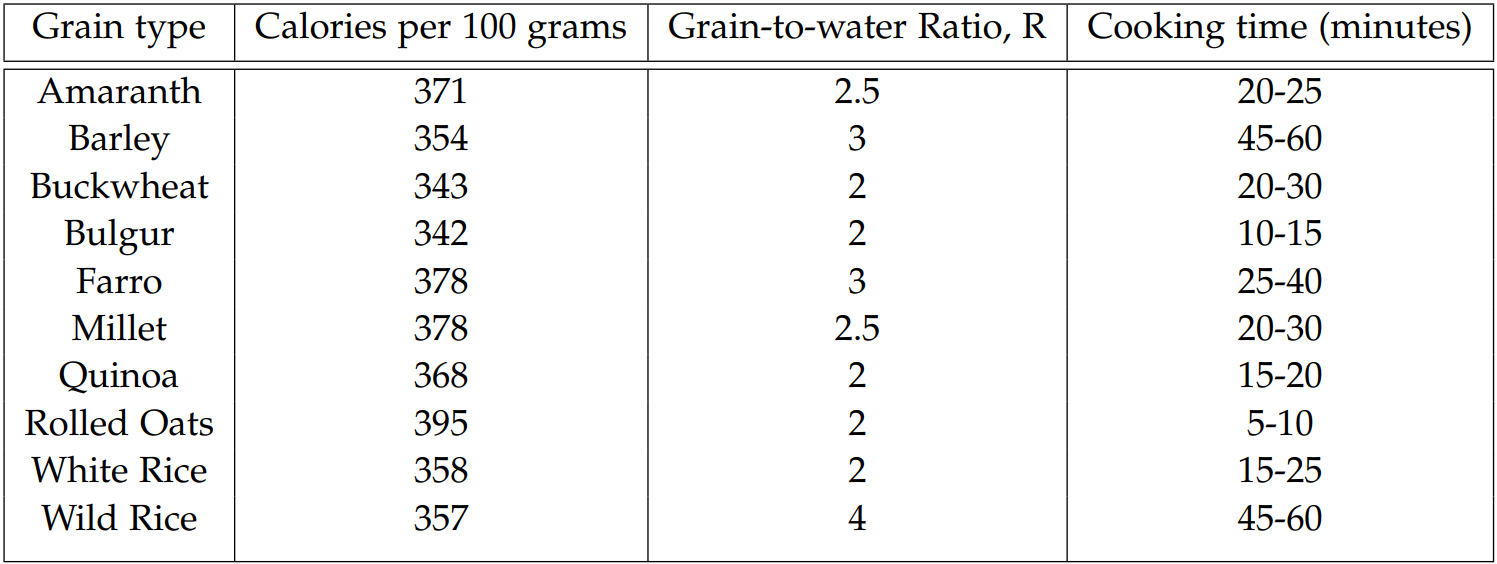 Grain type Calories per 100 grams Grain-to-water Ratio, R Cooking time (minutes)
Amaranth 371 2.5 20-25
Barley 354 3 45-60
Buckwheat 343 2 20-30
Bulgur 342 2 10-15
Farro 378 3 25-40
Millet 378 2.5 20-30
Quinoa 368 2 15-20
Rolled Oats 395 2 5-10
White Rice 358 2 15-25
Wild Rice 357 4 45-60